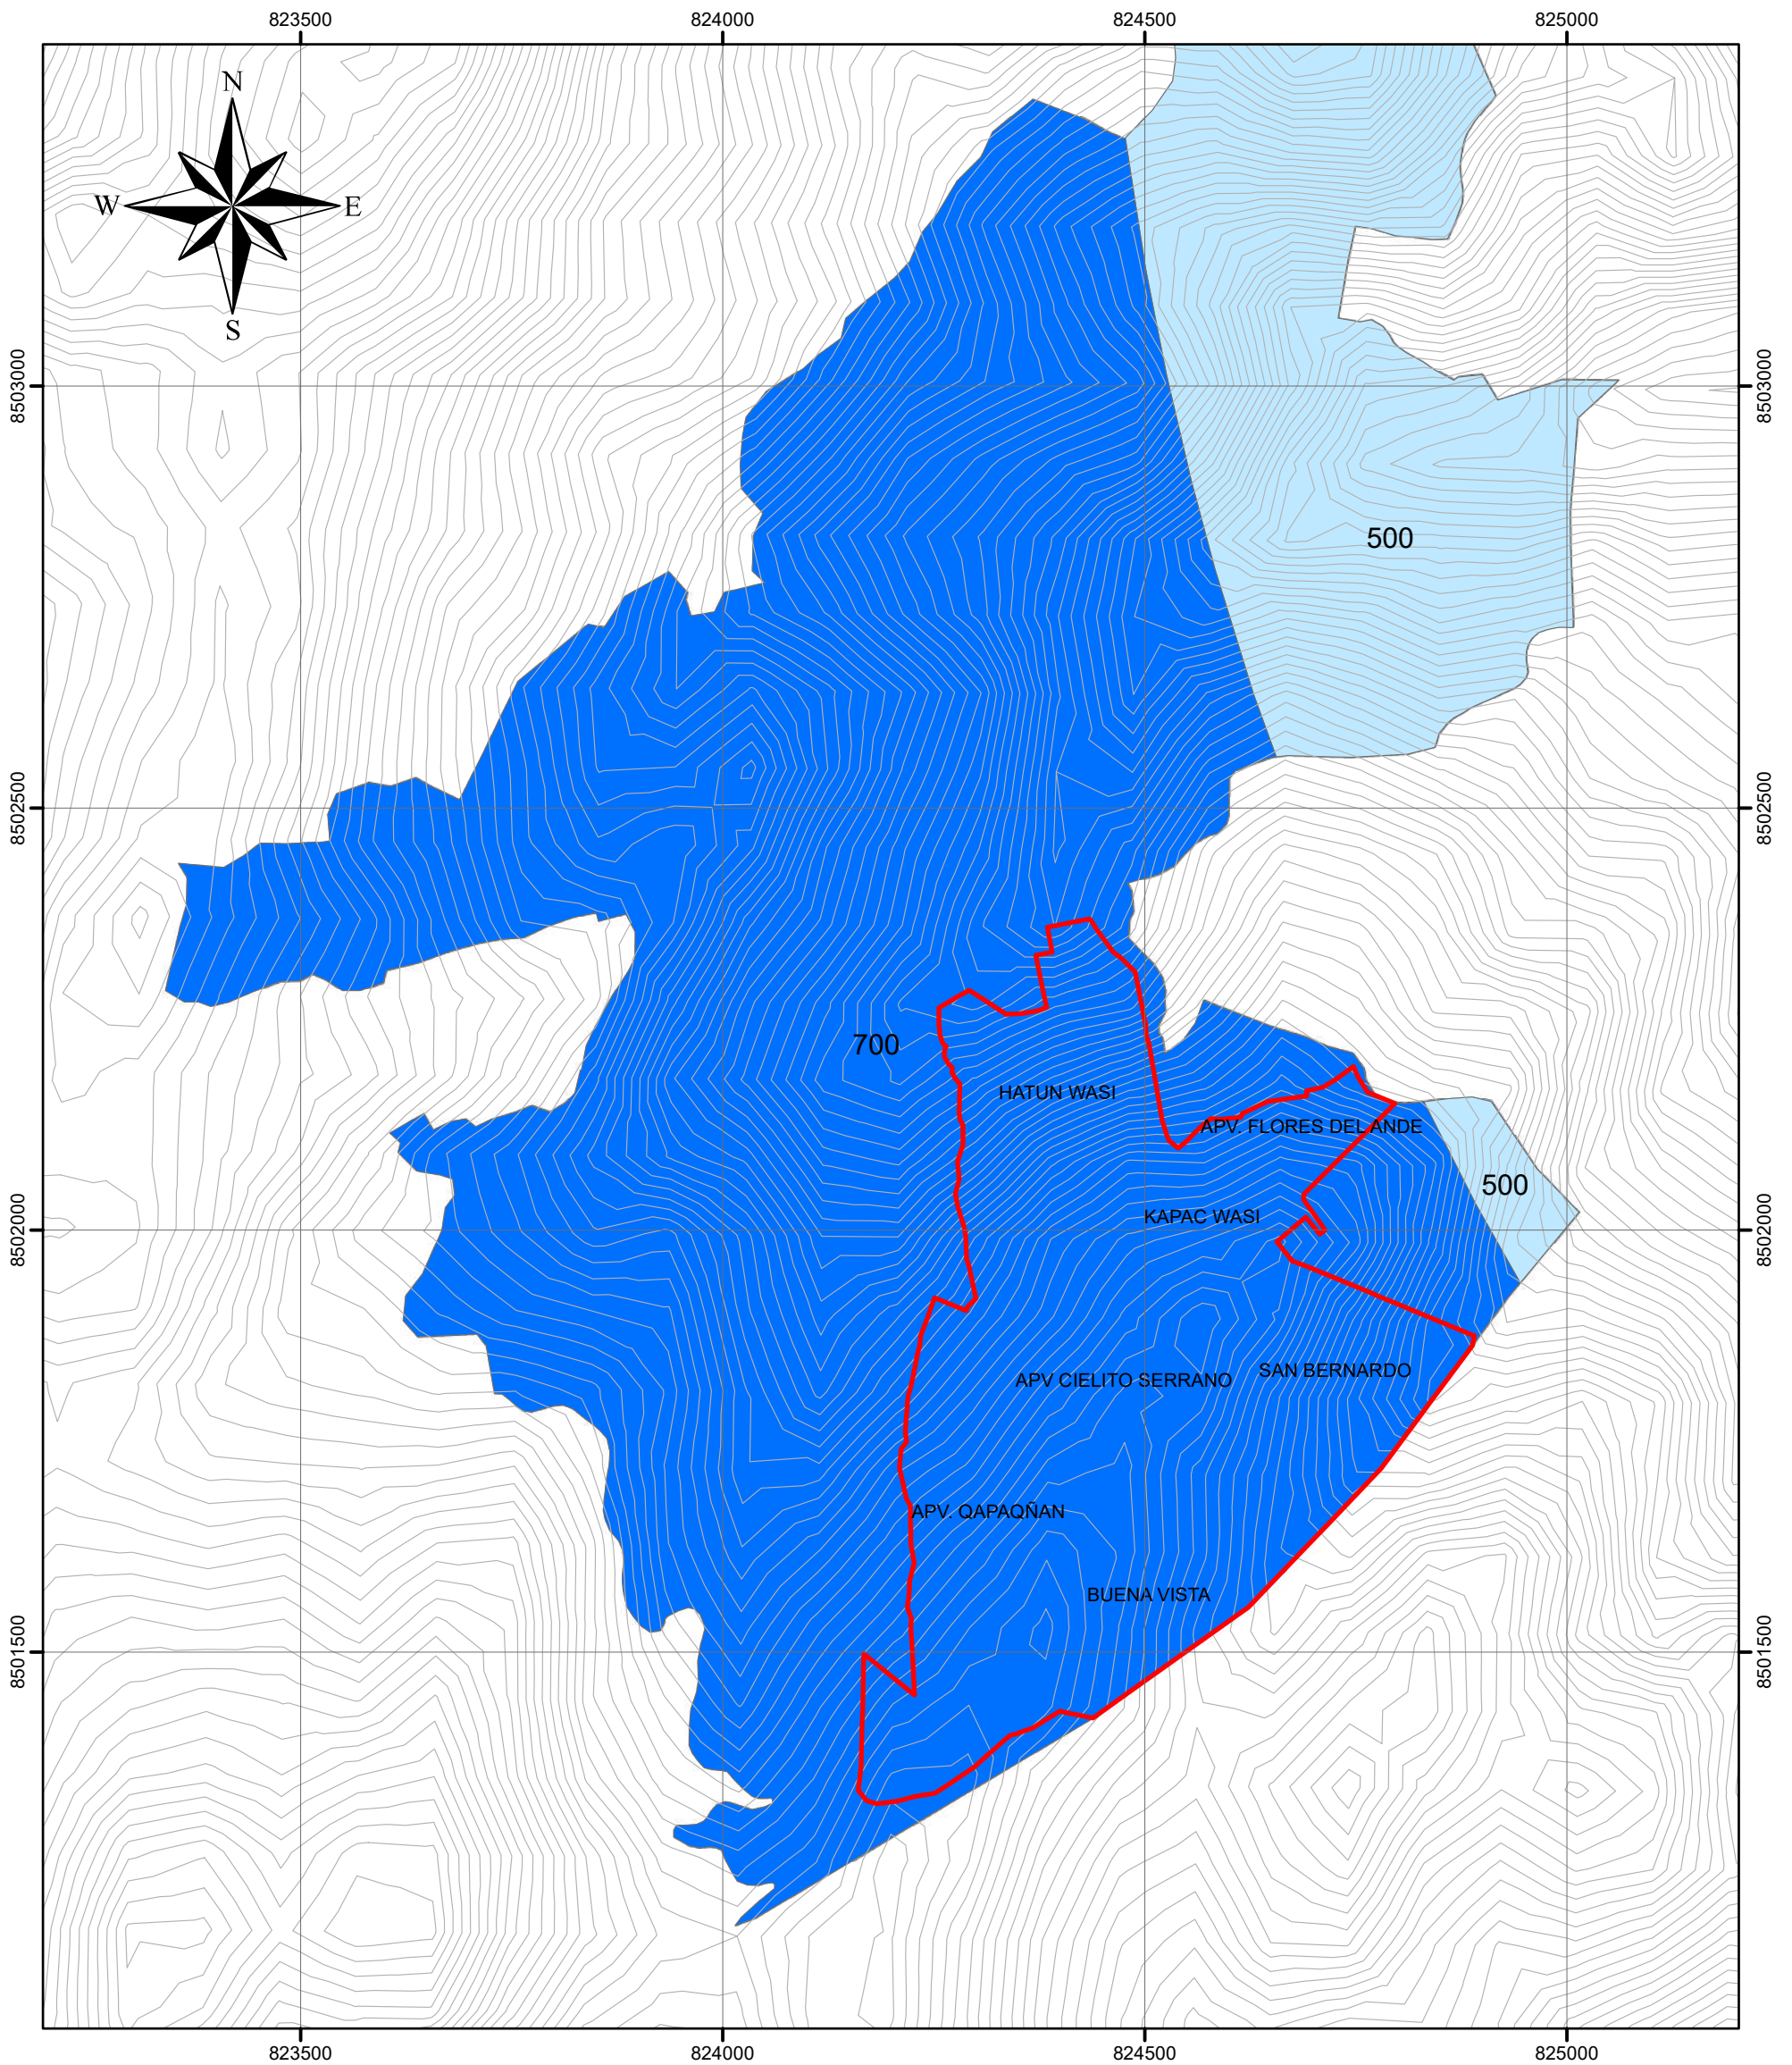 823500
824000
824500
825000
N
W
E
S
8503000
8503000
500
8502500
8502500
700
HATUN WASI
APV. FLORES DEL ANDE
500
KAPAC WASI
8502000
8502000
SAN BERNARDO
APV CIELITO SERRANO
APV. QAPAQÑAN
BUENA VISTA
8501500
8501500
823500
824000
824500
825000